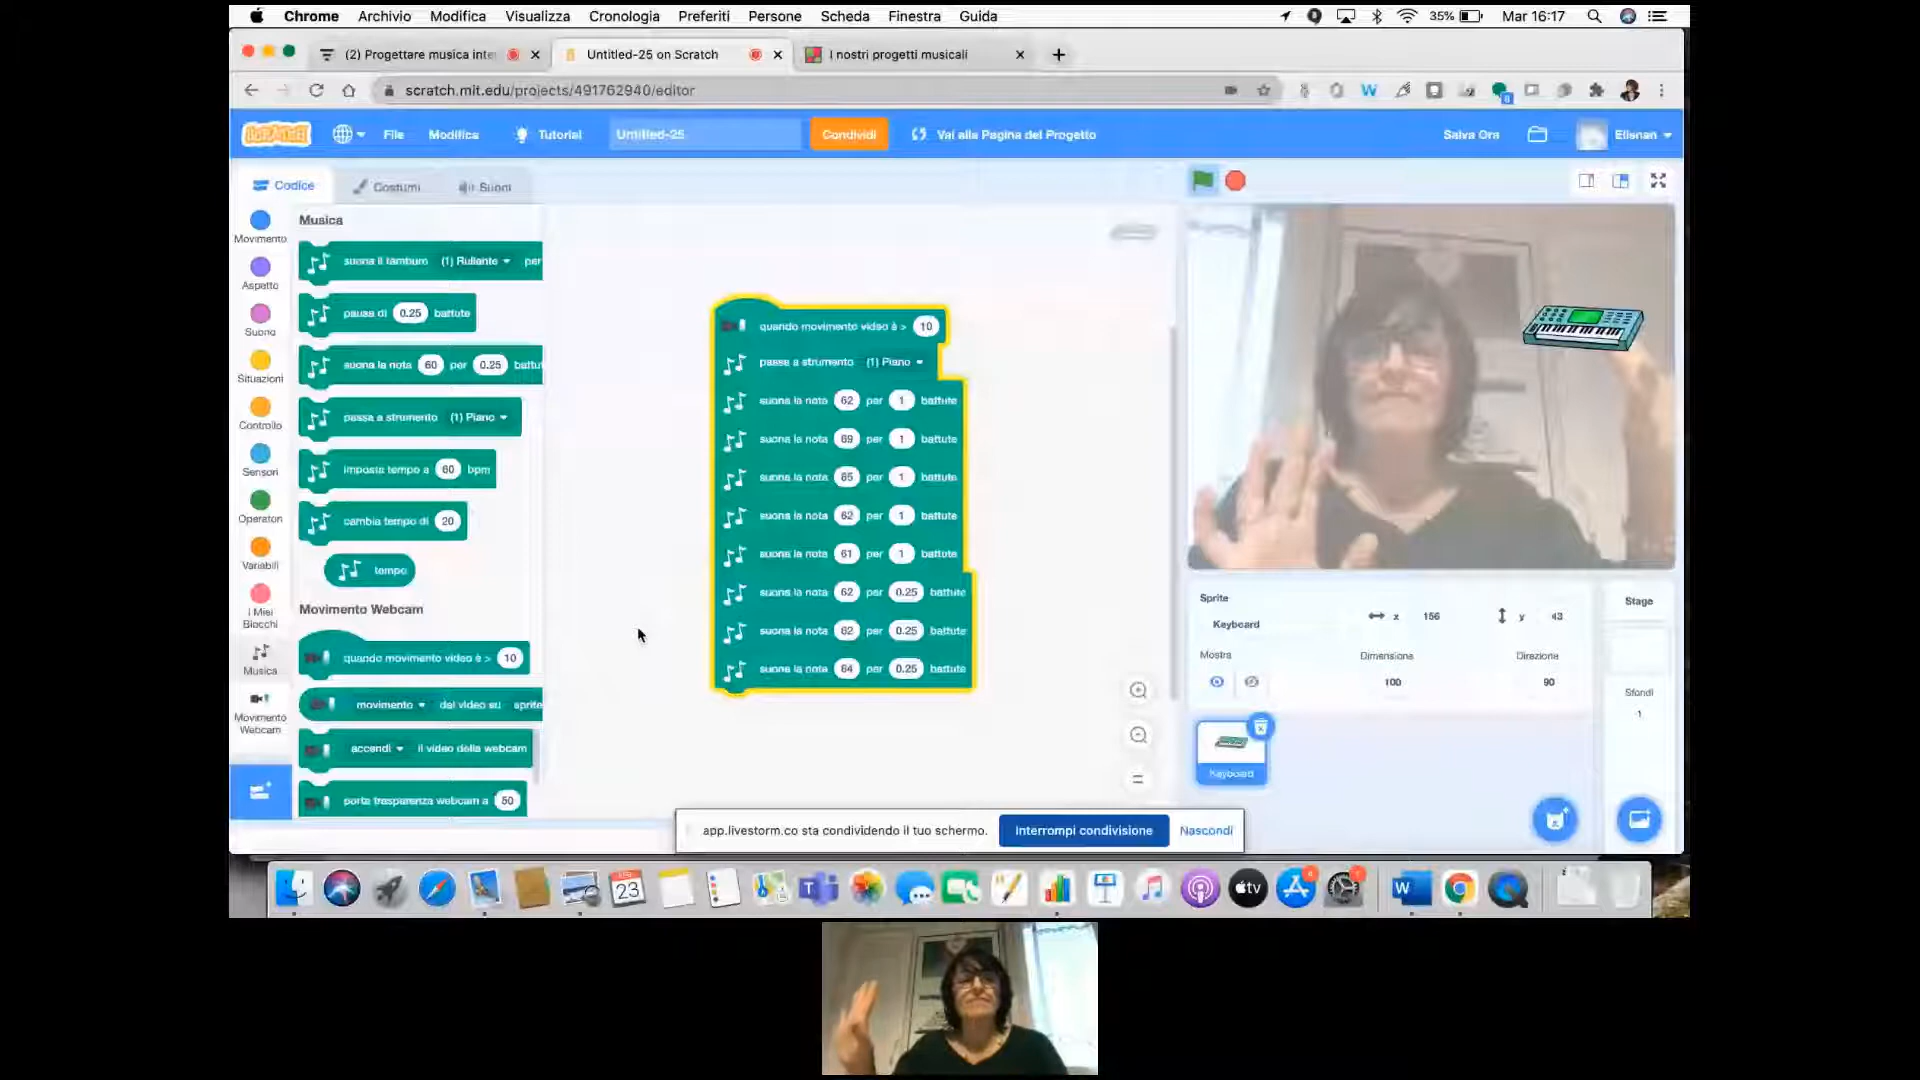 Chrome Archivio Modifica Visualizza Cronologia Preferiti Persone Scheda Finestra Guida 35% Mar 16:17
(2) Progettare musica inte Untitled-25 on Scratch I nostri progetti musicali
scratch.mit.edu/projects/491762940/editor
SCRATCH File Modifica Tutorial Untitled-25 Condividi Vai alla Pagina del Progetto Salva Ora Elisnan
Codice Costumi Suoni
Movimento
Aspetto
Suono
Situazioni
Controllo
Sensori
Operatori
Variabili
I Miei
Blocchi
Musica
Movimento
Webcam
Musica
suona il tamburo (1) Rullante per
pausa di 0.25 battute
suona la nota 60 per 0.25 battut
passa a strumento (1) Piano
imposta tempo a 60 bpm
cambia tempo di 20
tempo
Movimento Webcam
quando movimento video è > 10
movimento del video su sprite
accendi il video della webcam
porta trasparenza webcam a 50
quando movimento video è > 10
passa a strumento (1) Piano
suona la nota 62 per 1 battute
suona la nota 69 per 1 battute
suona la nota 65 per 1 battute
suona la nota 62 per 1 battute
suona la nota 61 per 1 battute
suona la nota 62 per 0.25 battute
suona la nota 62 per 0.25 battute
suona la nota 64 per 0.25 battute
Sprite
Keyboard x 156 y 43
Mostra Dimensione Direzione
100 90
Keyboard
Stage
Sfondi
1
app.livestorm.co sta condividendo il tuo schermo. Interrompi condivisione Nascondi
23
tv
W